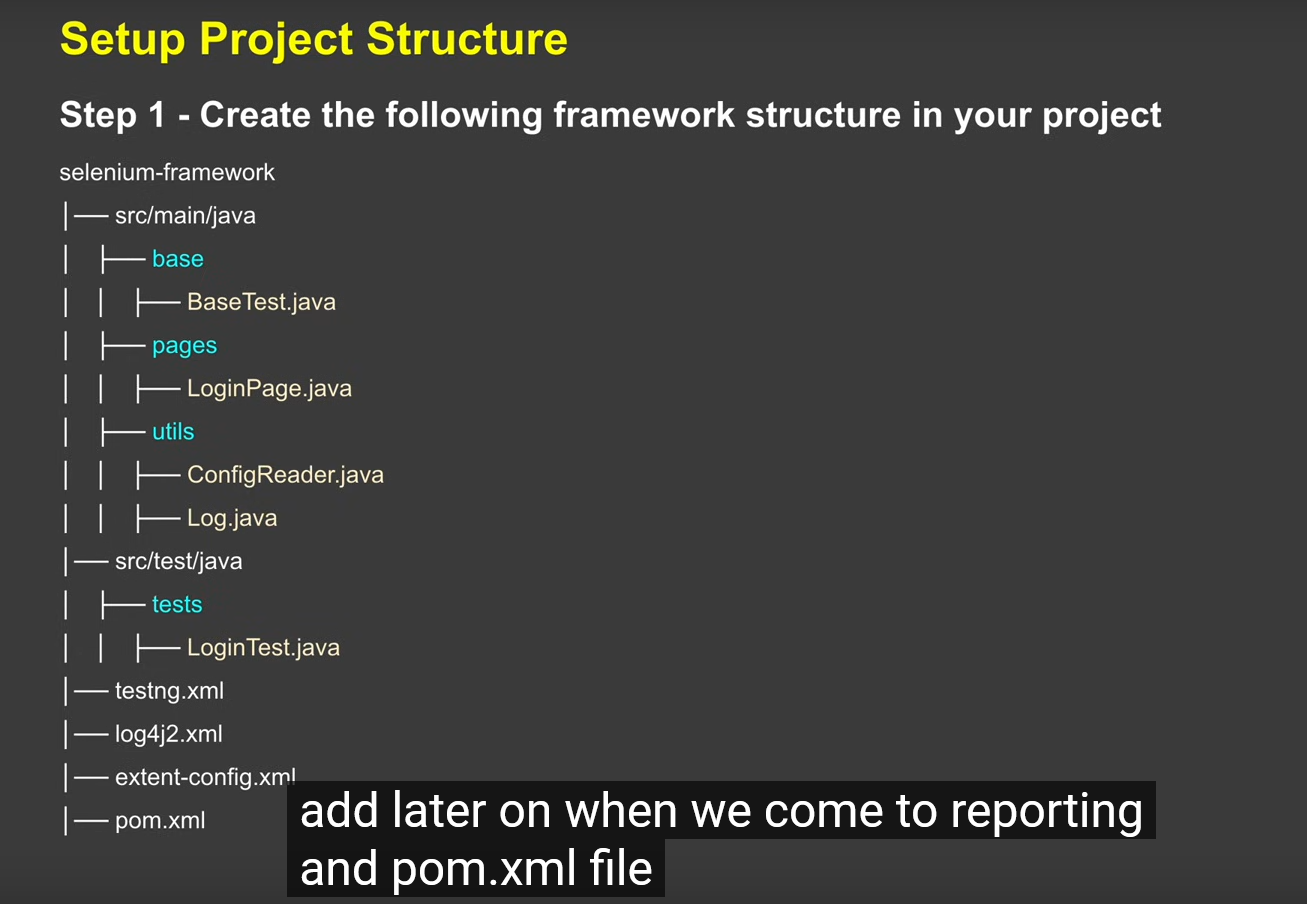 Setup Project Structure
Step 1 - Create the following framework structure in your project
selenium-framework
src/main/java
base
BaseTest.java
pages
LoginPage.java
utils
ConfigReader.java
Log.java
src/test/java
tests
LoginTest.java
testng.xml
log4j2.xml
extent-config.xml
pom.xml
add later on when we come to reporting
and pom.xml file